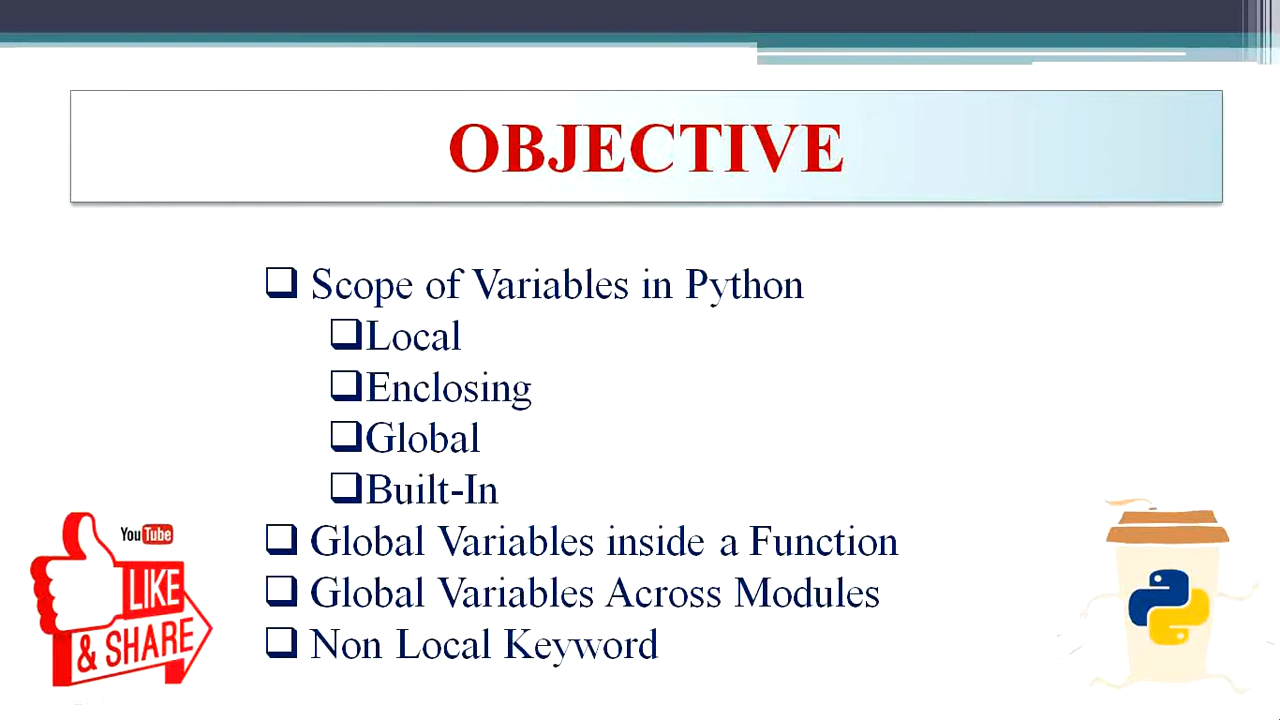 OBJECTIVE
Scope of Variables in Python
Local
Enclosing
Global
Built-In
Global Variables inside a Function
Global Variables Across Modules
Non Local Keyword
YouTube
LIKE
& SHARE